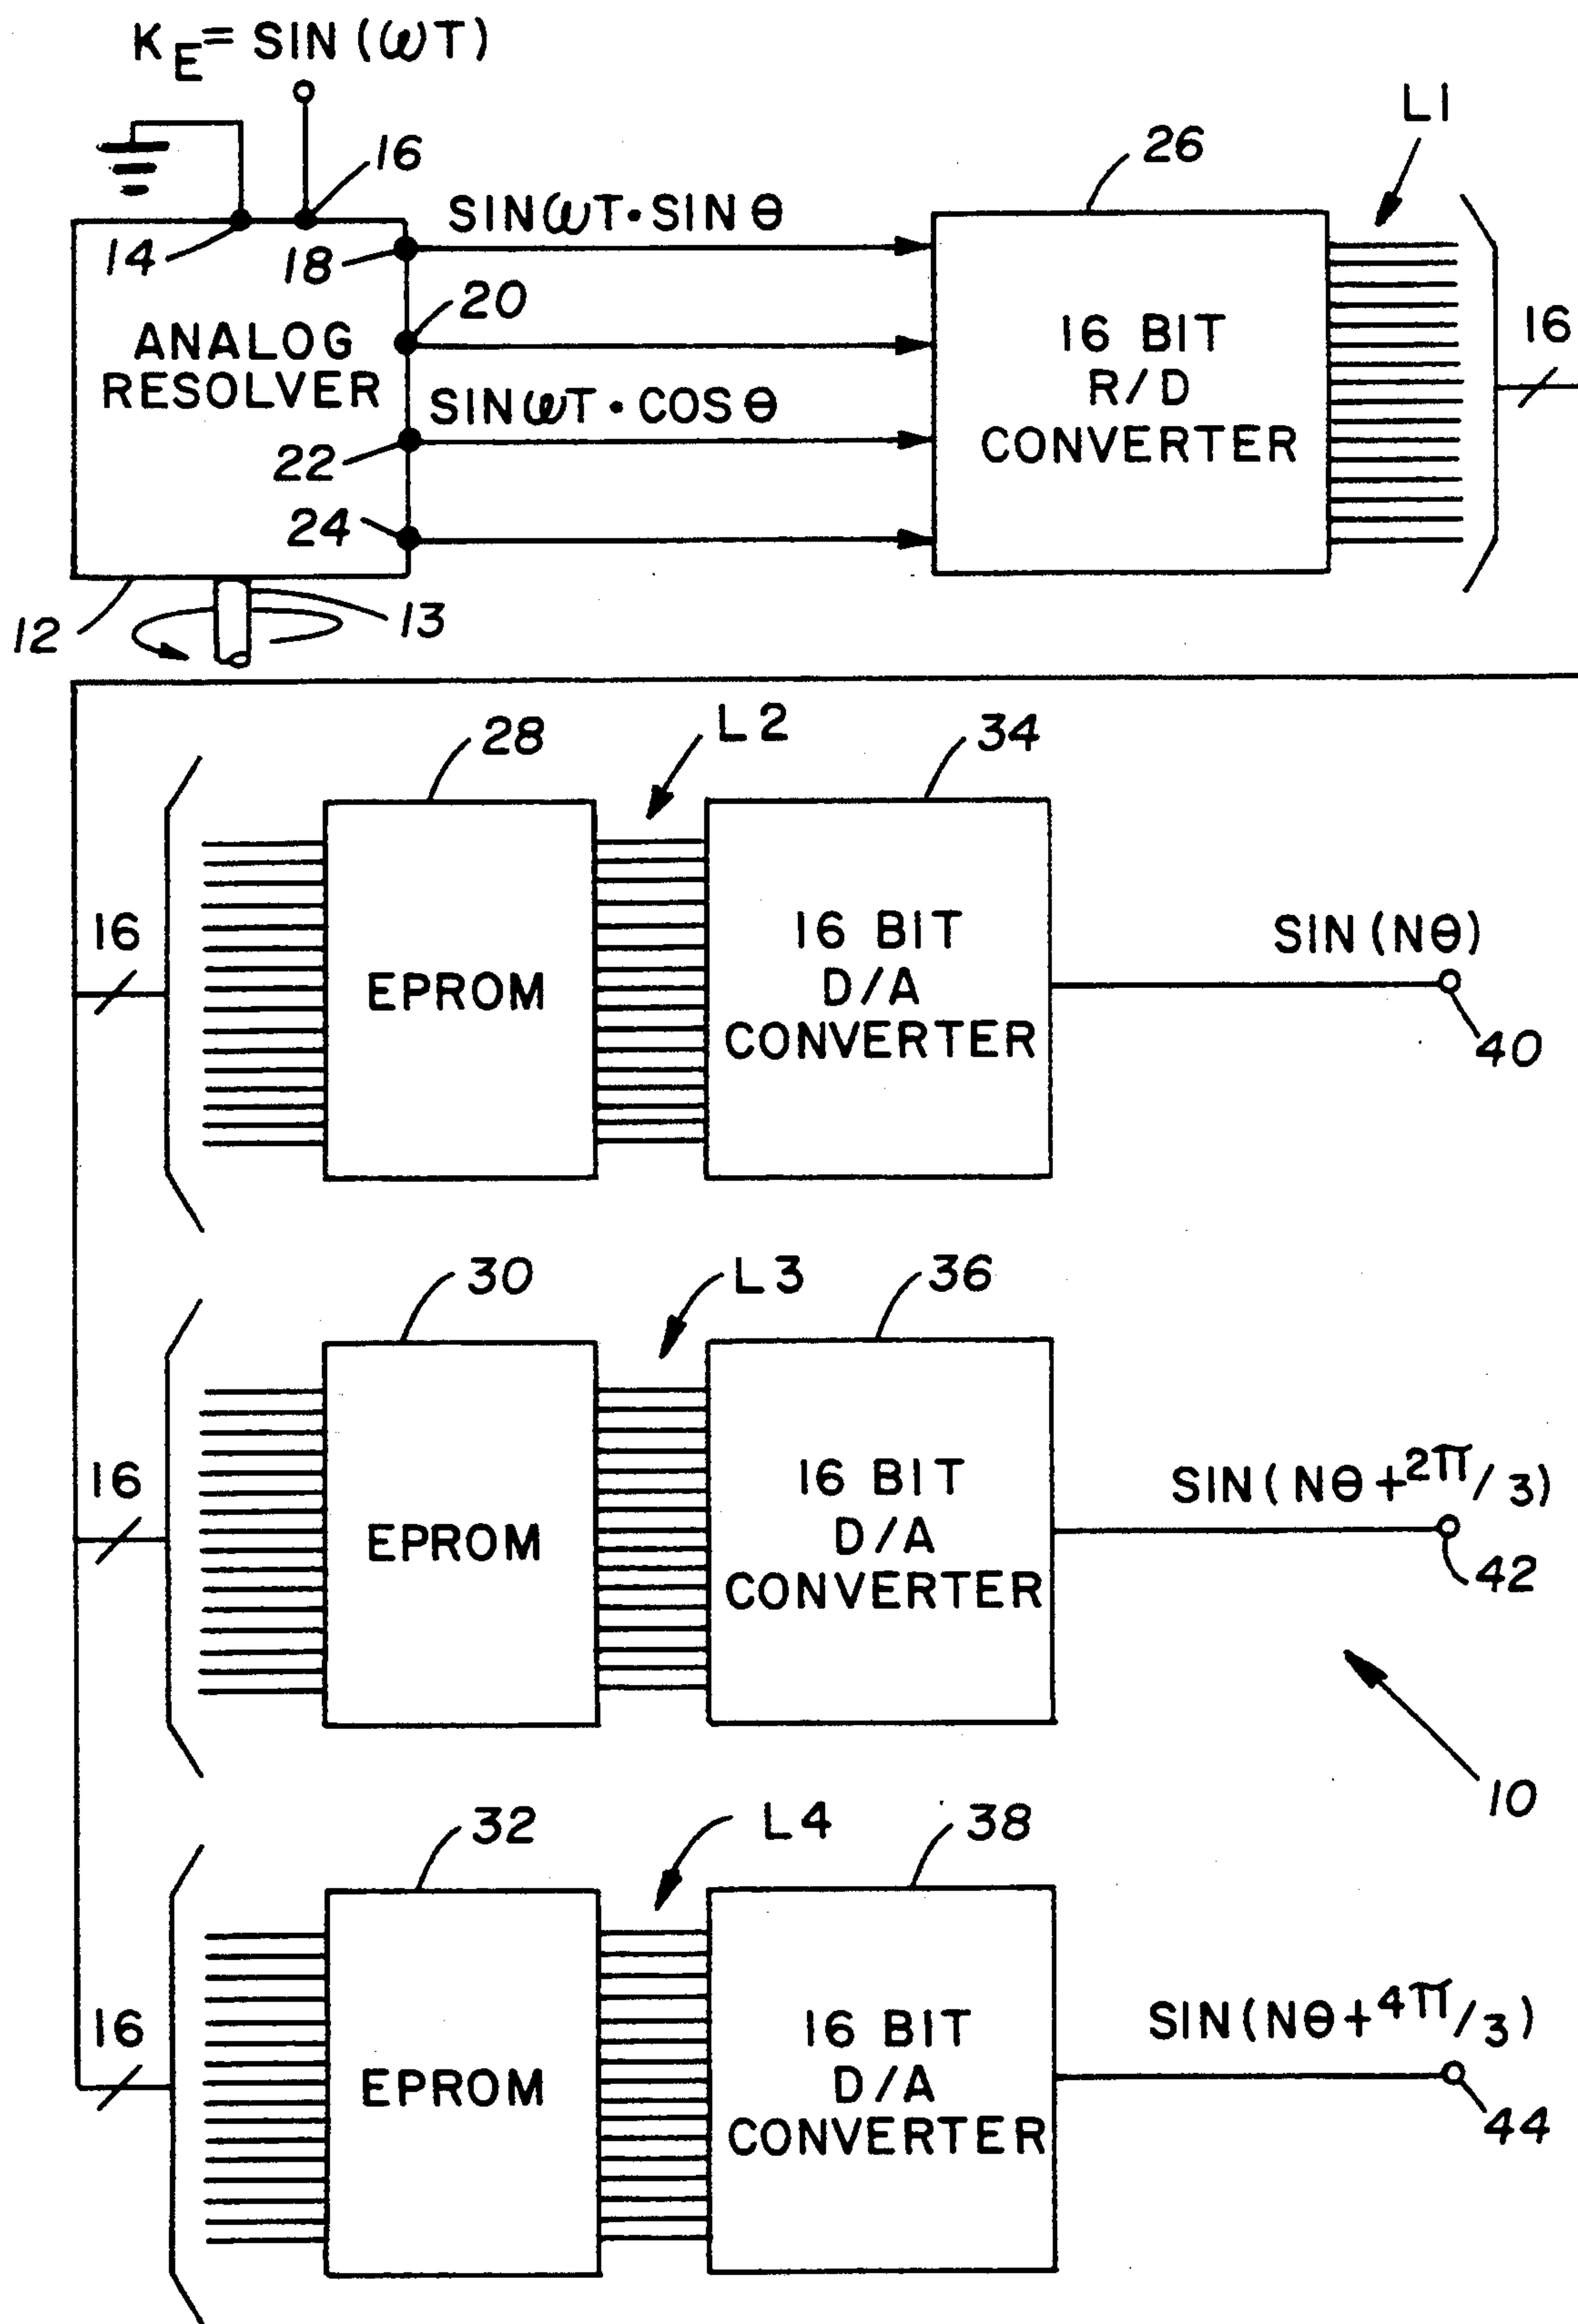 K_E = SIN (ωT)
L1
26
16
SINωT • SINθ
14
18
16
20
ANALOG
RESOLVER
16 BIT
R/D
CONVERTER
SINωT • COSθ
22
24
12
13
28
L2
34
16
EPROM
16 BIT
D/A
CONVERTER
SIN (Nθ)
40
30
L3
36
16
EPROM
16 BIT
D/A
CONVERTER
SIN (Nθ + 2π/3)
42
10
32
L4
38
16
EPROM
16 BIT
D/A
CONVERTER
SIN (Nθ + 4π/3)
44